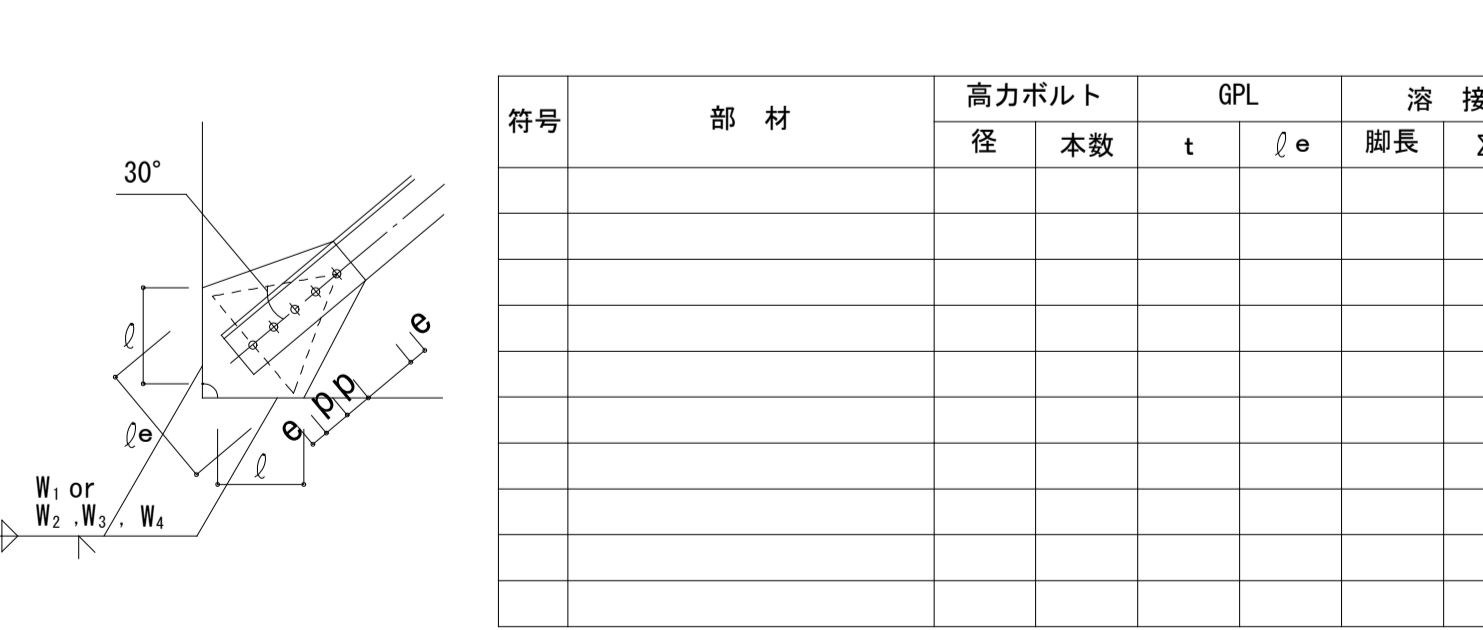 30°
ℓ
ℓe
ℓ
e
p
p
e
W₁ or
W₂ ,W₃ , W₄
符号 部 材 高力ボルト GPL 溶 接
径 本数 t ℓe 脚長